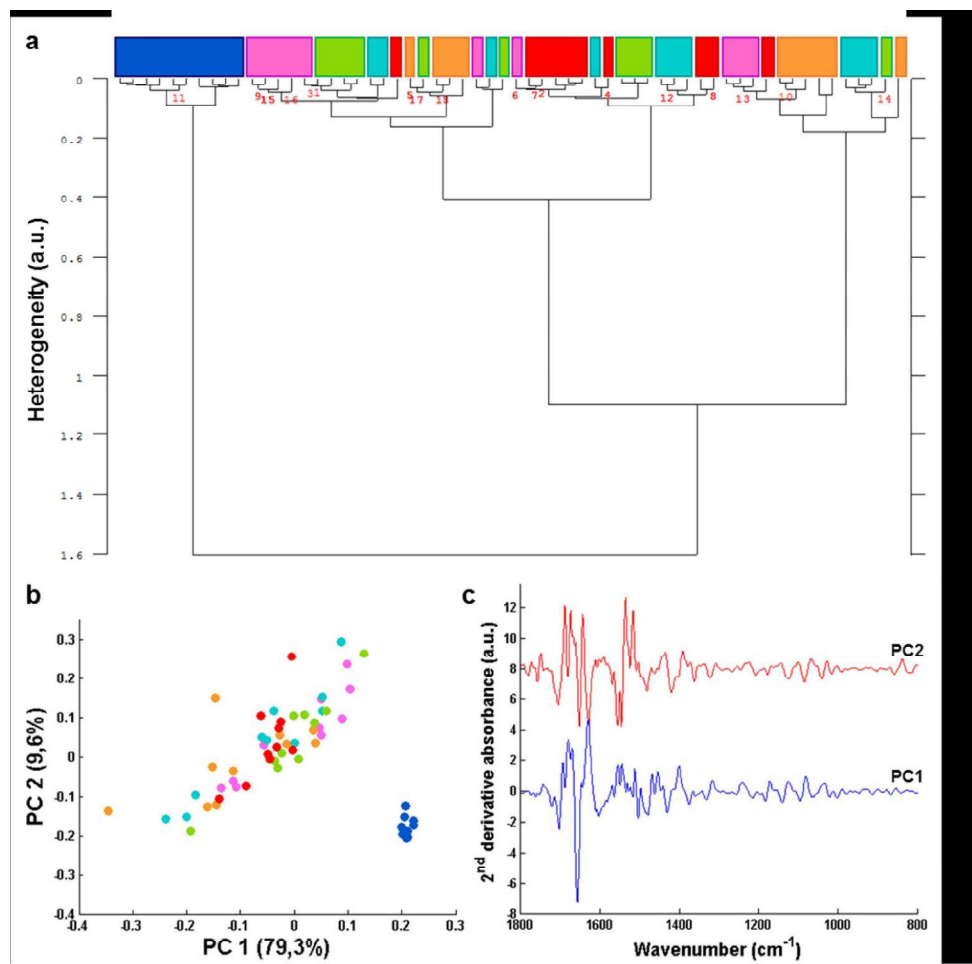 a
11 9 15 16 31 5 17 18 6 72 4 12 8 13 10 14
0
0.2
0.4
0.6
0.8
1
1.2
1.4
1.6
Heterogeneity (a.u.)
b
0.3
0.2
0.1
0
-0.1
-0.2
-0.3
-0.4
-0.4 -0.3 -0.2 -0.1 0 0.1 0.2 0.3
PC 2 (9,6%)
PC 1 (79,3%)
c
12
10
8
6
4
2
0
-2
-4
-6
-8
1800 1600 1400 1200 1000 800
2nd derivative absorbance (a.u.)
PC2
PC1
Wavenumber (cm-1)